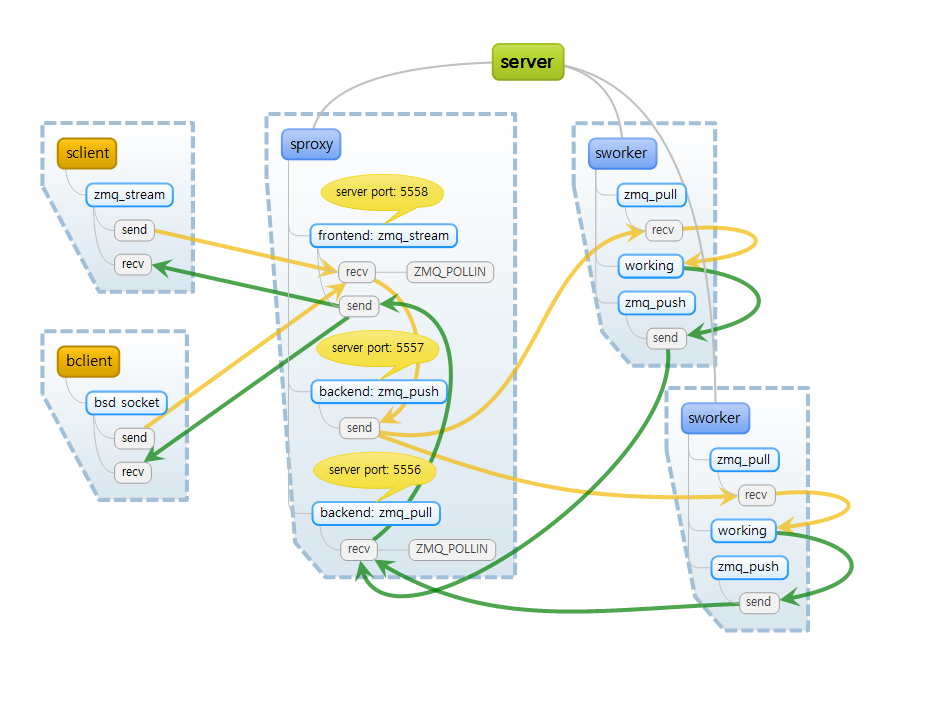 server
sclient
zmq_stream
send
recv
bclient
bsd socket
send
recv
sproxy
server port: 5558
frontend: zmq_stream
recv
ZMQ_POLLIN
send
server port: 5557
backend: zmq_push
send
server port: 5556
backend: zmq_pull
recv
ZMQ_POLLIN
sworker
zmq_pull
recv
working
zmq_push
send
sworker
zmq_pull
recv
working
zmq_push
send